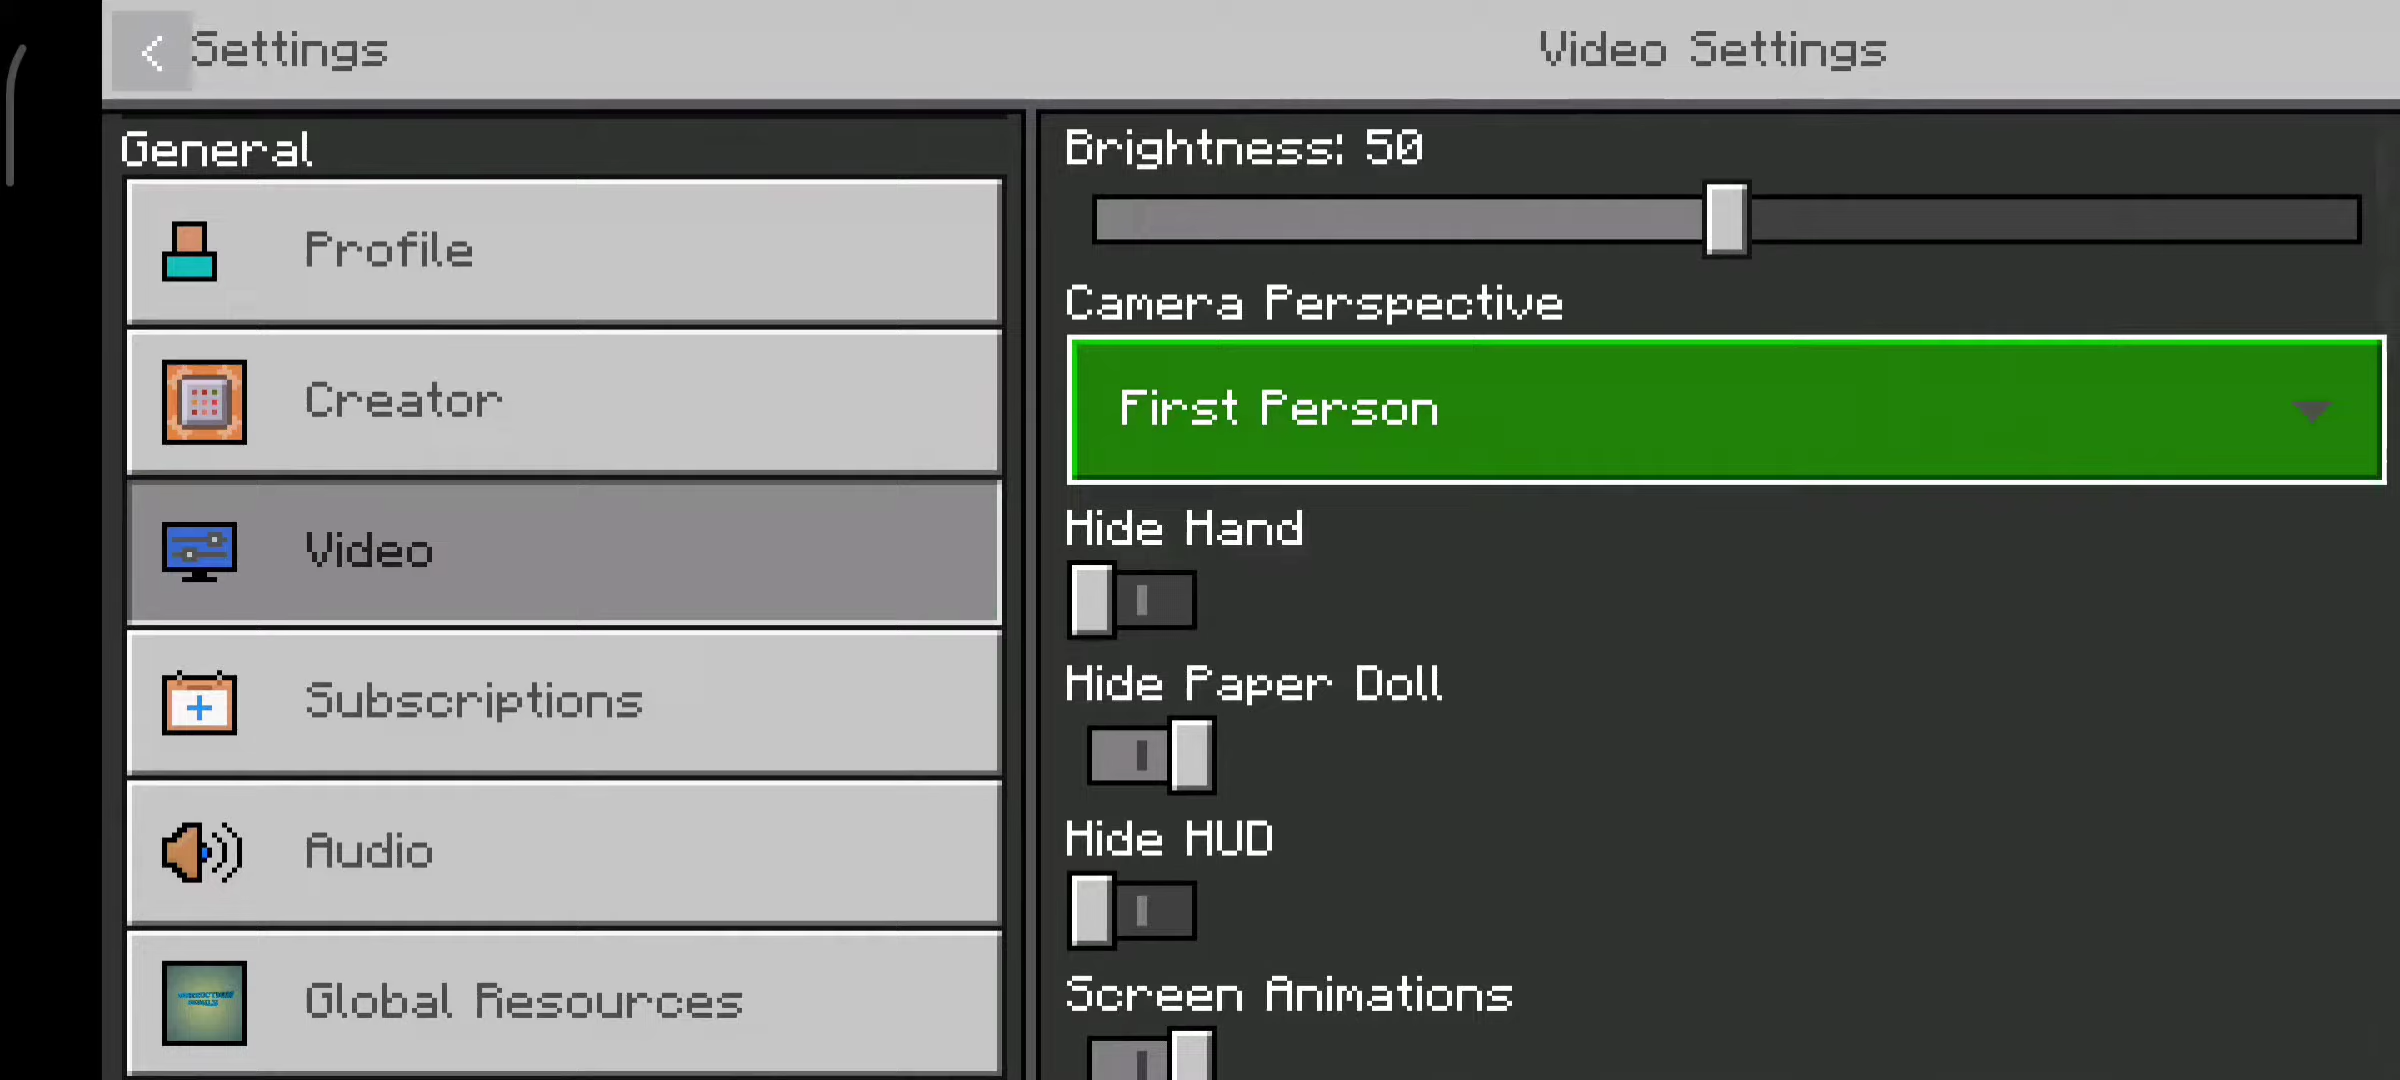 Settings
Video Settings
General
Profile
Creator
Video
Subscriptions
Audio
Global Resources
Brightness: 50
Camera Perspective
First Person
Hide Hand
Hide Paper Doll
Hide HUD
Screen Animations